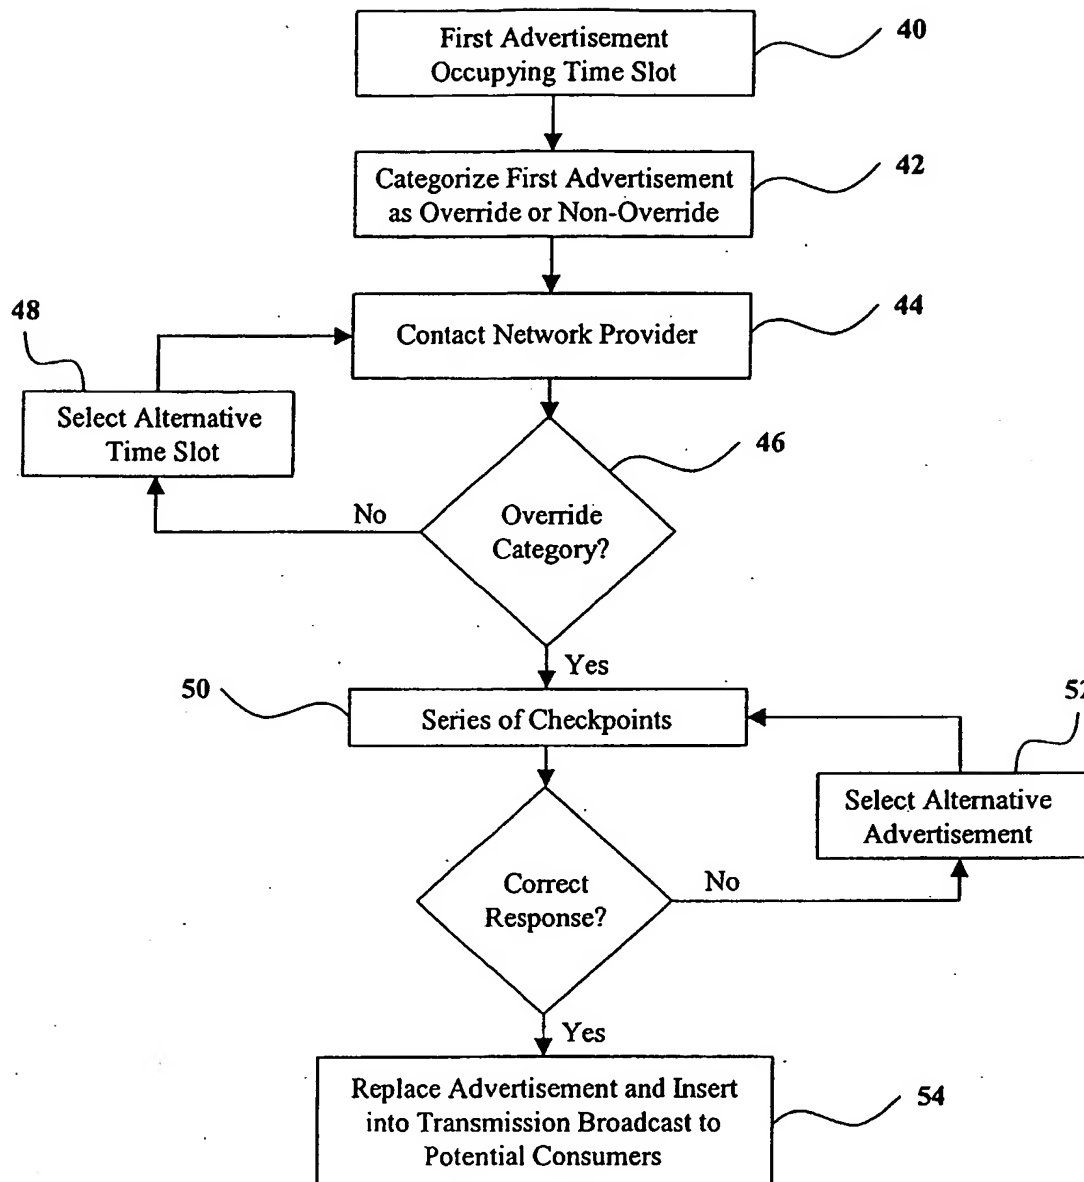 First Advertisement
Occupying Time Slot
40
Categorize First Advertisement
as Override or Non-Override
42
Contact Network Provider
44
48
Select Alternative
Time Slot
46
Override
Category?
No
Yes
50
Series of Checkpoints
52
Select Alternative
Advertisement
Correct
Response?
No
Yes
Replace Advertisement and Insert
into Transmission Broadcast to
Potential Consumers
54